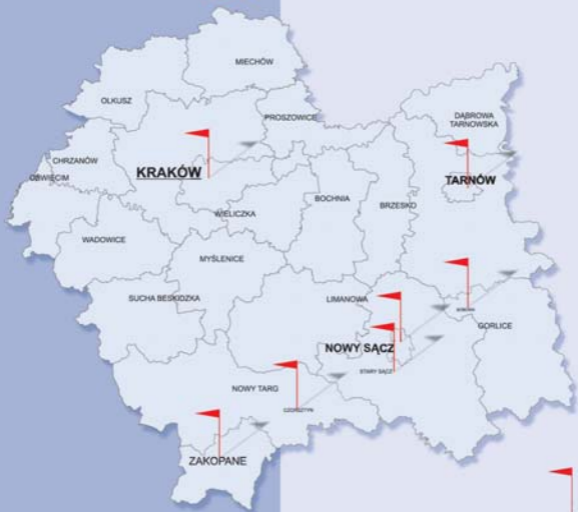 MIECHÓW
OLKUSZ
PROSZOWICE
DĄBROWA
TARNOWSKA
CHRZANÓW
KRAKÓW
OŚWIĘCIM
TARNÓW
WIELICZKA
BOCHNIA
BRZESKO
WADOWICE
MYŚLENICE
SUCHA BESKIDZKA
LIMANOWA
GORLICE
NOWY SĄCZ
STARY SĄCZ
NOWY TARG
CZORSZTYN
ZAKOPANE